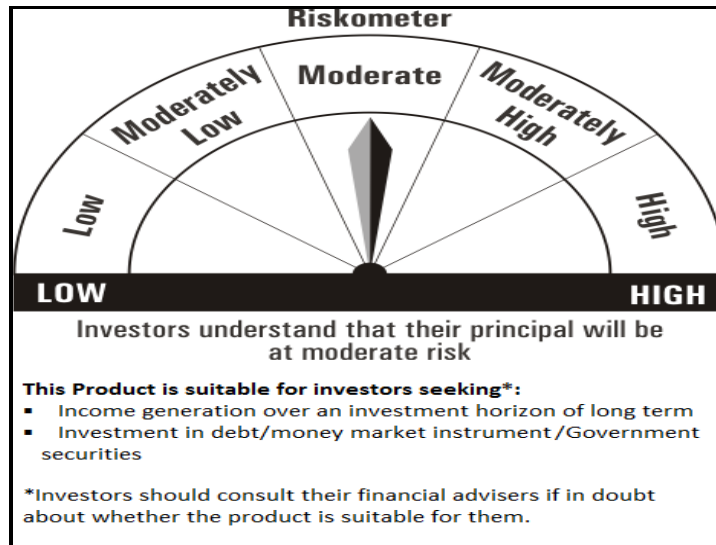 Riskometer
Moderate
Moderately
Low
Moderately
High
Low
High
LOW
HIGH
Investors understand that their principal will be
at moderate risk
This Product is suitable for investors seeking*:
▪ Income generation over an investment horizon of long term
▪ Investment in debt/money market instrument/Government
securities
*Investors should consult their financial advisers if in doubt
about whether the product is suitable for them.